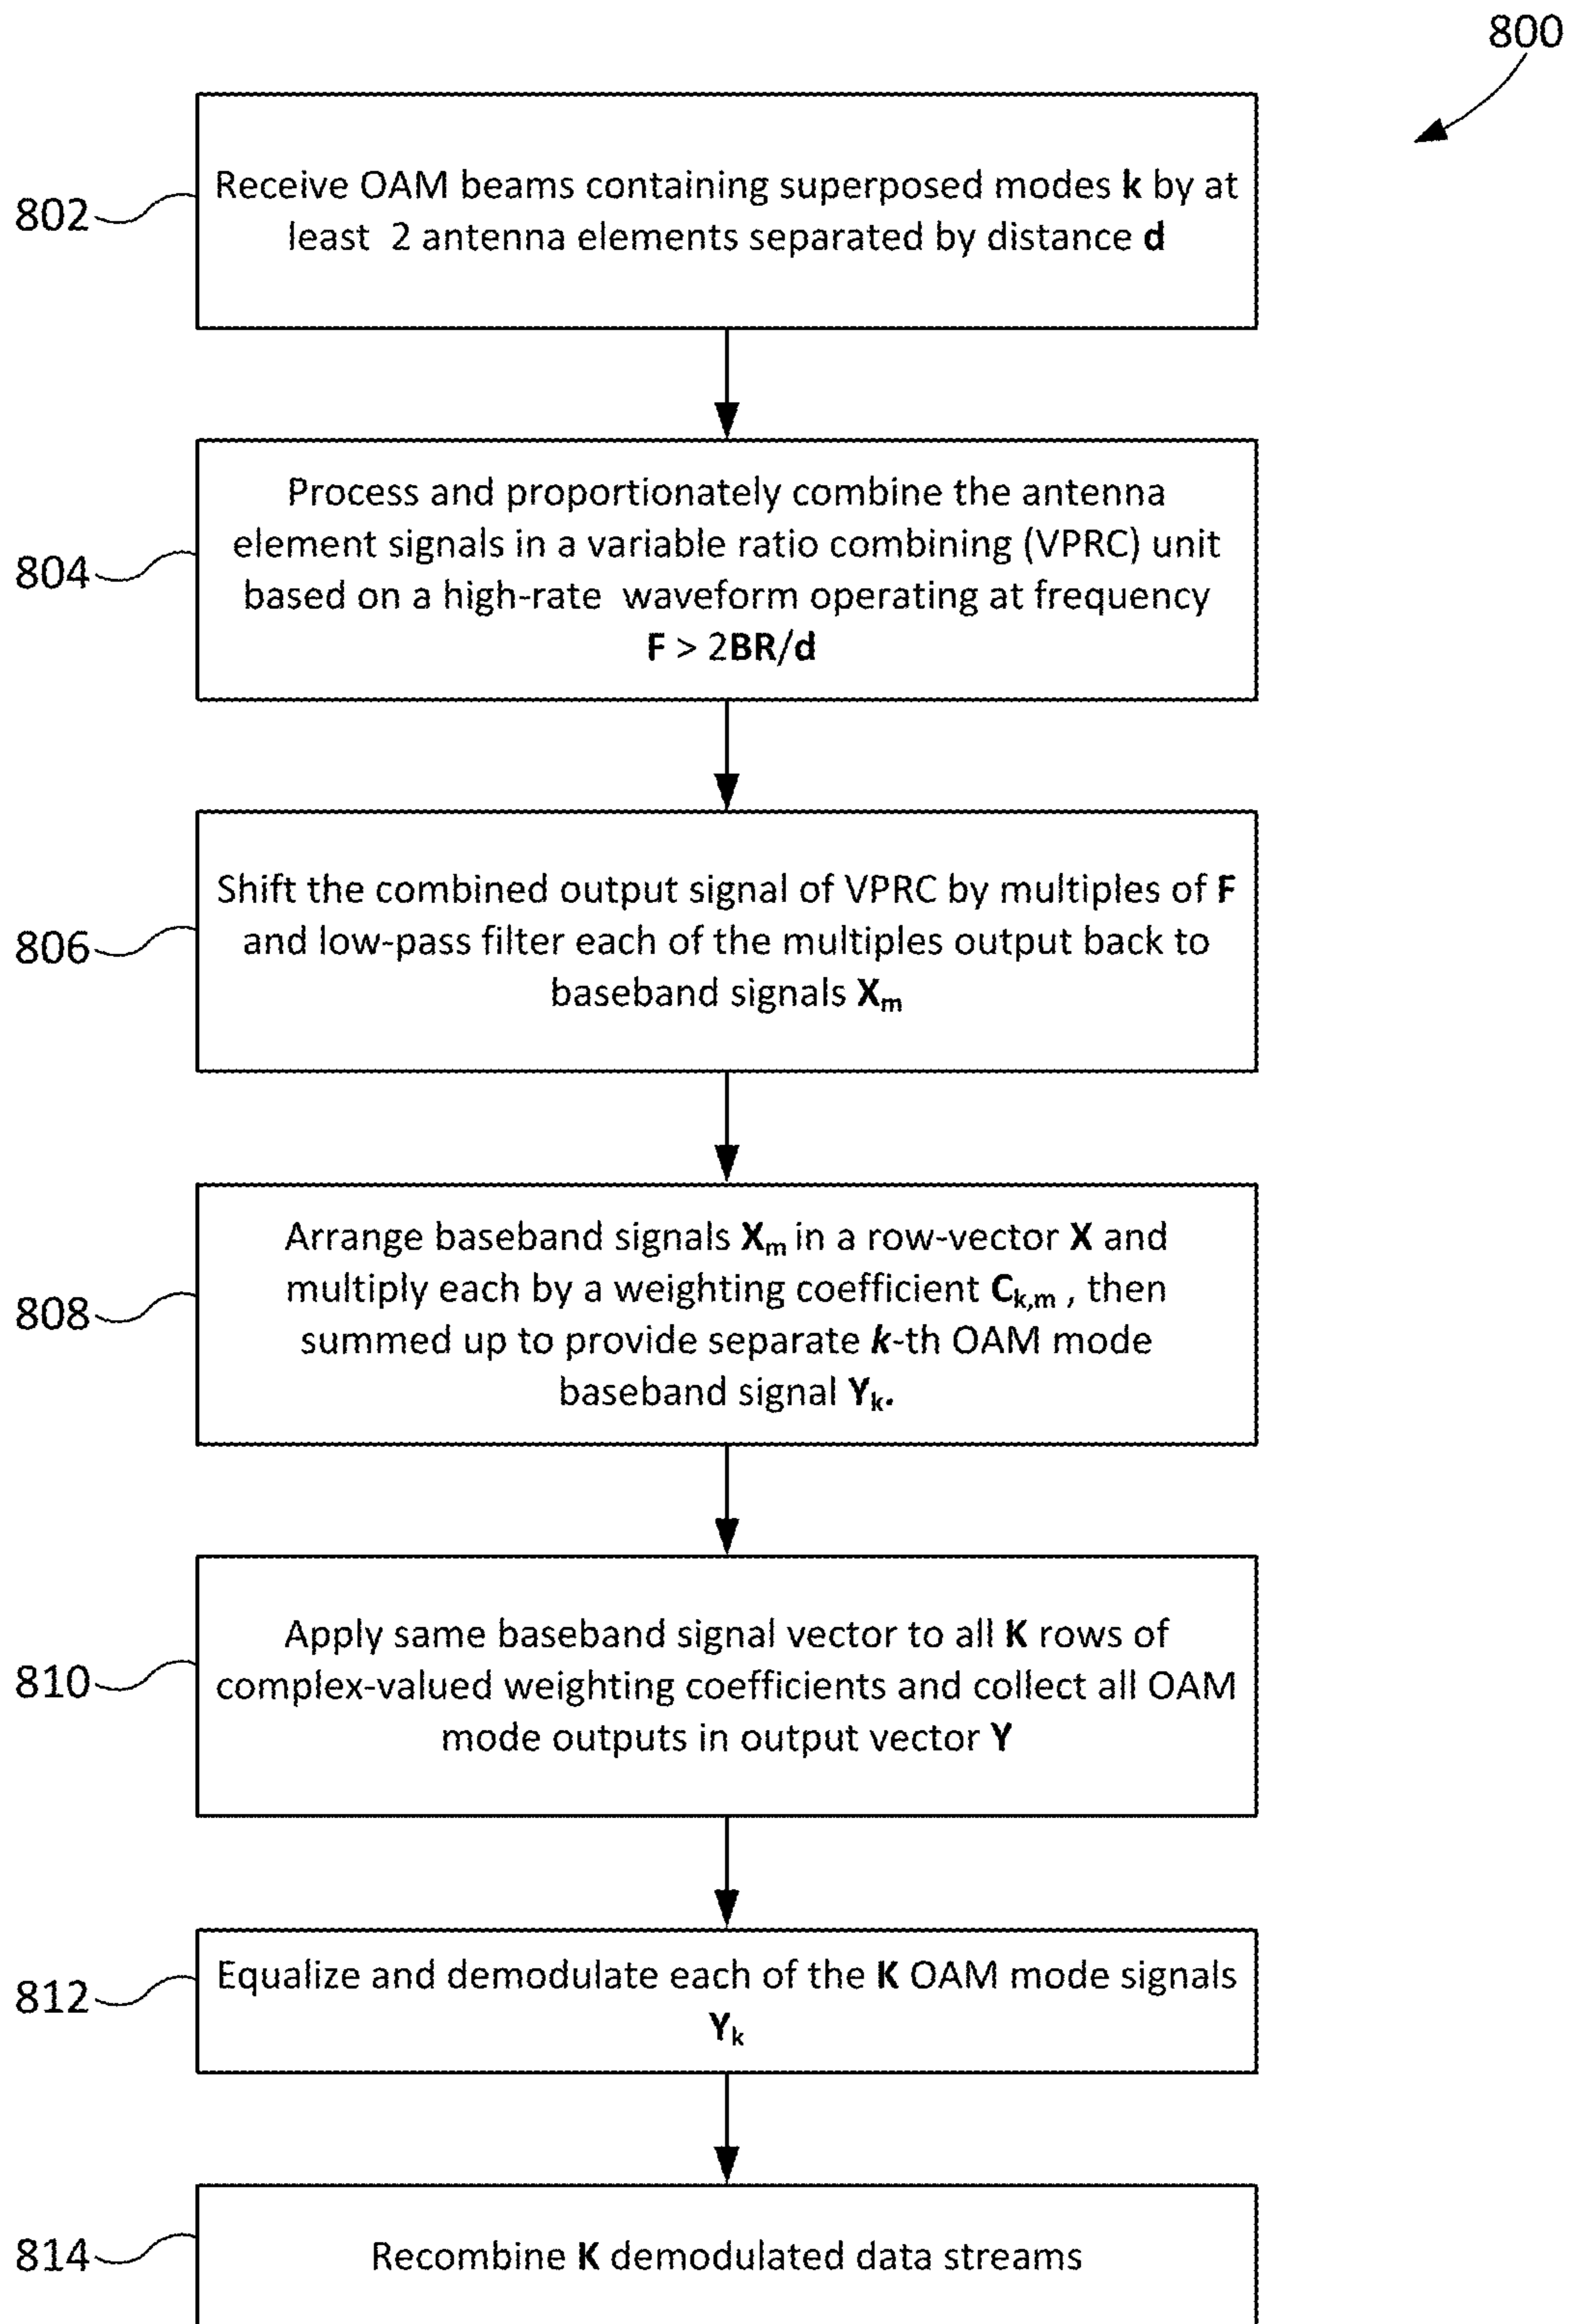 800
802
Receive OAM beams containing superposed modes k by at
least 2 antenna elements separated by distance d
804
Process and proportionately combine the antenna
element signals in a variable ratio combining (VPRC) unit
based on a high-rate waveform operating at frequency
F > 2BR/d
806
Shift the combined output signal of VPRC by multiples of F
and low-pass filter each of the multiples output back to
baseband signals Xm
808
Arrange baseband signals Xm in a row-vector X and
multiply each by a weighting coefficient Ck,m , then
summed up to provide separate k-th OAM mode
baseband signal Yk.
810
Apply same baseband signal vector to all K rows of
complex-valued weighting coefficients and collect all OAM
mode outputs in output vector Y
812
Equalize and demodulate each of the K OAM mode signals
Yk
814
Recombine K demodulated data streams